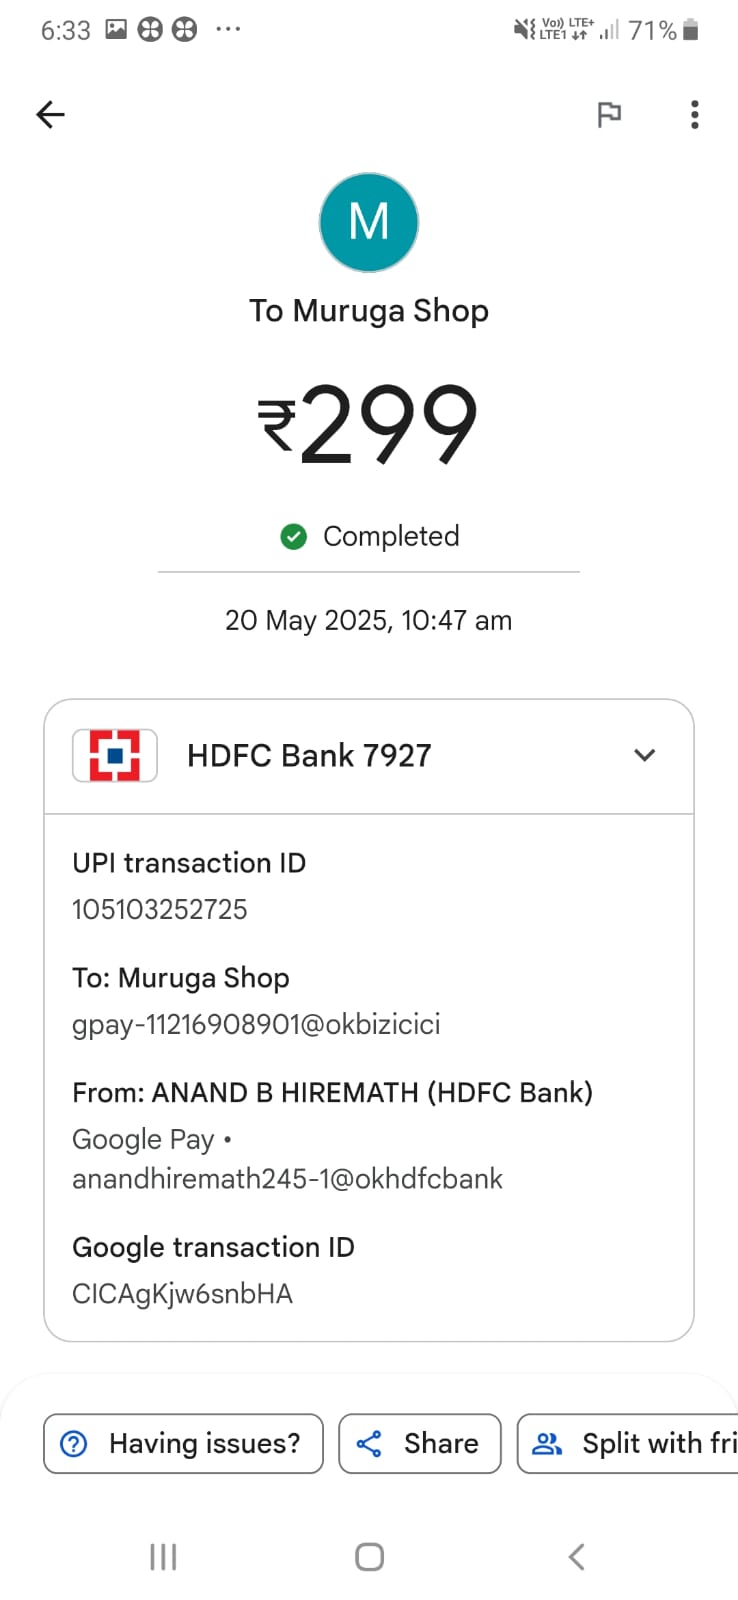 6:33 Vo)) LTE+ 71%
LTE1
M
To Muruga Shop
₹299
Completed
20 May 2025, 10:47 am
HDFC Bank 7927
UPI transaction ID
105103252725
To: Muruga Shop
gpay-11216908901@okbizicici
From: ANAND B HIREMATH (HDFC Bank)
Google Pay •
anandhiremath245-1@okhdfcbank
Google transaction ID
CICAgKjw6snbHA
Having issues? Share Split with fri